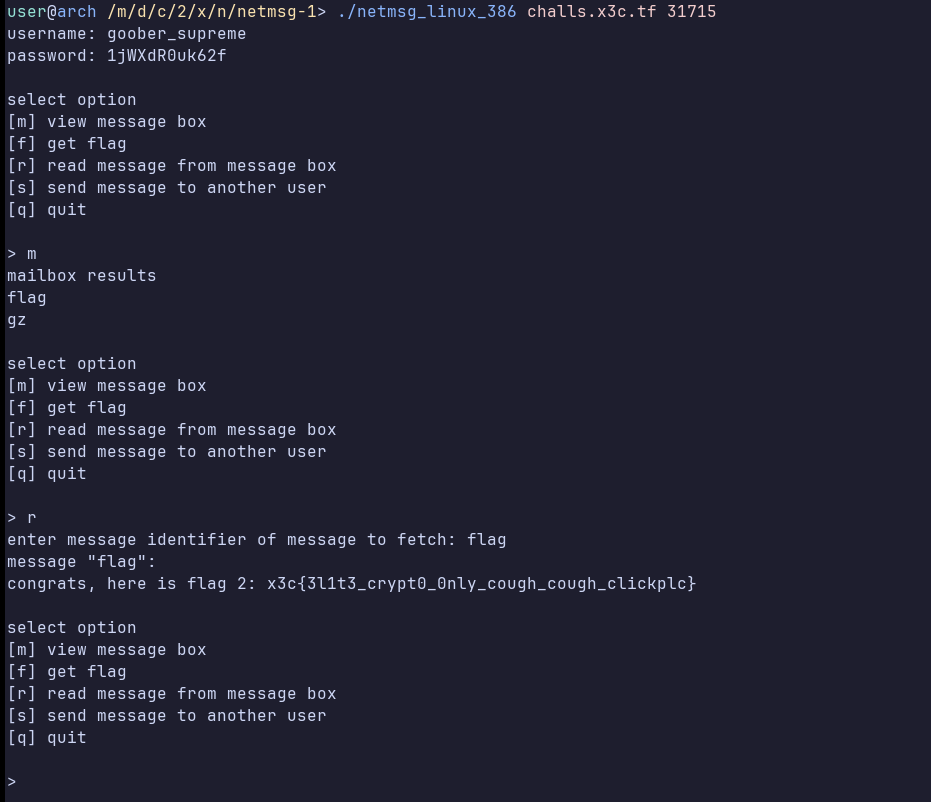 user@arch /m/d/c/2/x/n/netmsg-1> ./netmsg_linux_386 challs.x3c.tf 31715
username: goober_supreme
password: 1jWXdR0uk62f
select option
[m] view message box
[f] get flag
[r] read message from message box
[s] send message to another user
[q] quit
> m
mailbox results
flag
gz
select option
[m] view message box
[f] get flag
[r] read message from message box
[s] send message to another user
[q] quit
> r
enter message identifier of message to fetch: flag
message "flag":
congrats, here is flag 2: x3c{3l1t3_crypt0_0nly_cough_cough_clickplc}
select option
[m] view message box
[f] get flag
[r] read message from message box
[s] send message to another user
[q] quit
>